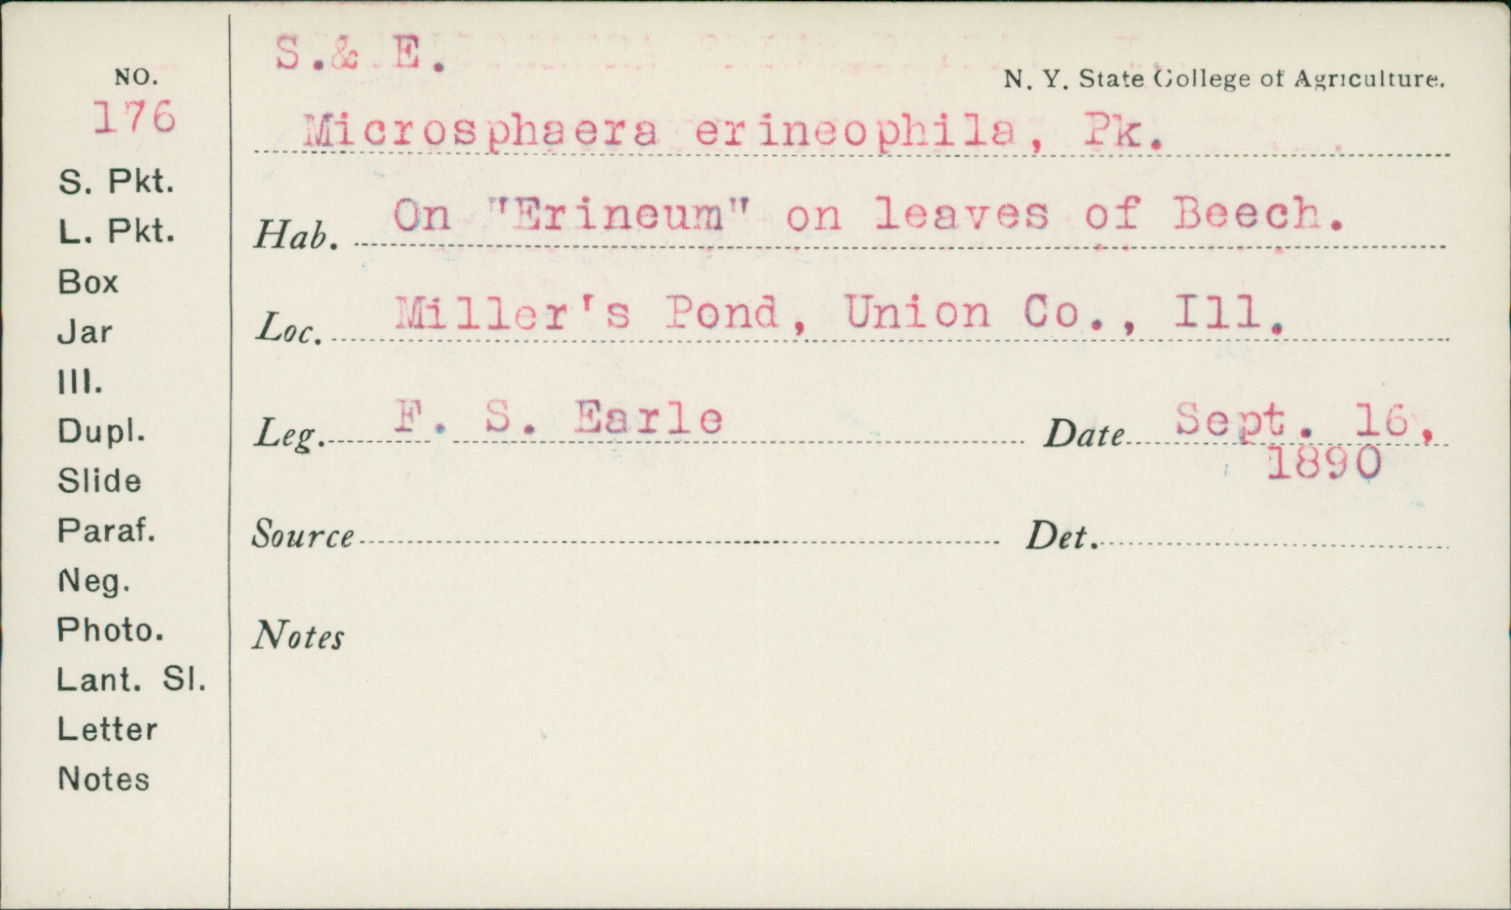 S.& E.
NO.
N. Y. State College of Agriculture.
176
Microsphaera erineophila, Pk.
S. Pkt.
L. Pkt.
Hab. On "Erineum" on leaves of Beech.
Box
Jar
Loc. Miller's Pond, Union Co., Ill.
Ill.
Dupl.
Leg. F. S. Earle Date Sept. 16,
1890
Slide
Paraf.
Source Det.
Neg.
Photo.
Notes
Lant. Sl.
Letter
Notes